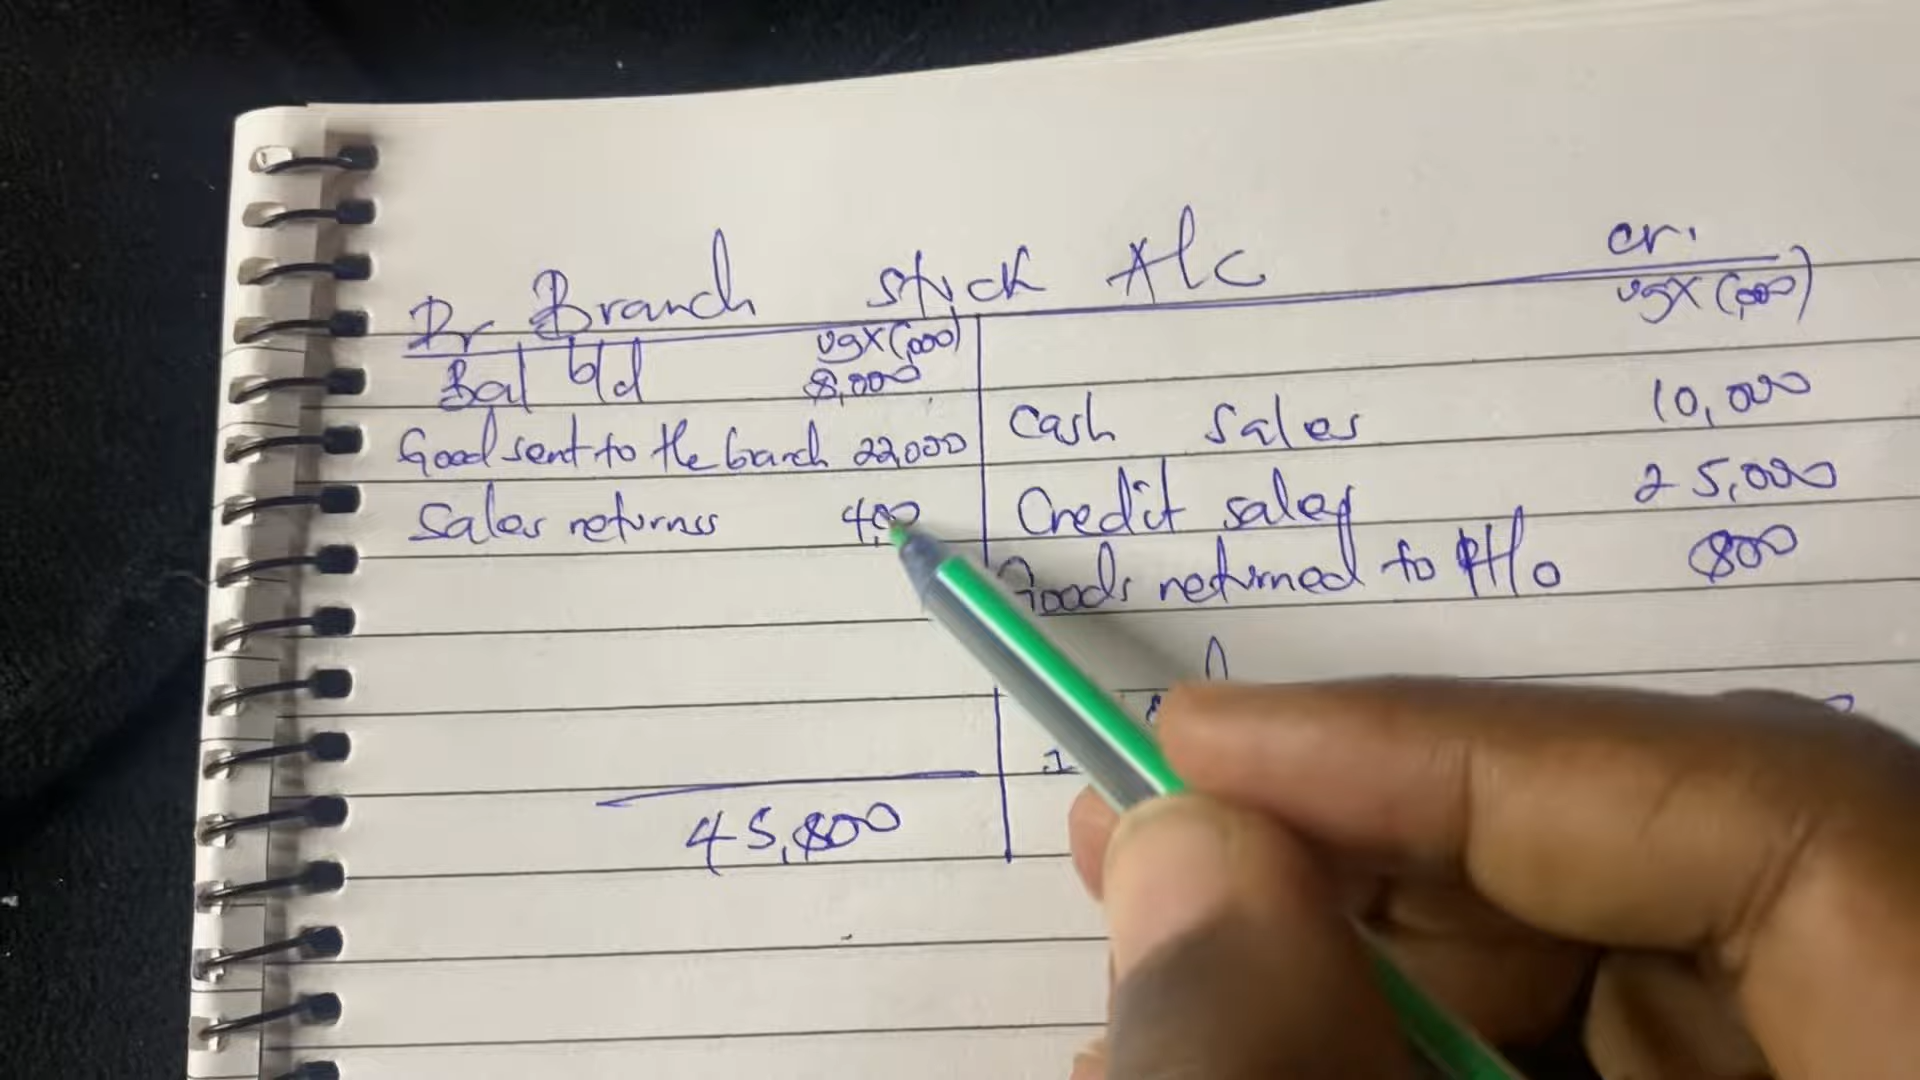 Dr Branch Stock A/c cr.
ugx(,000) ugx(,000)
Bal b/d 8,000
Good sent to the branch 22,000 Cash Sales 10,000
Sales returns Credit sales 25,000
Goods returned to H/o 800
45,800